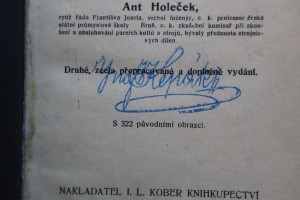 Ant Holeček,
rytíř řádu Františka Josefa, vrchní inženýr, c. k. professor české
státní průmyslové školy v Brně, c. k. zkušební komisař při zkou-
šení a obsluhování parních kotlů a strojů, bývalý přednosta strojnic-
kých dílen.
Druhé, zcela přepracované a doplněné vydání.
S 322 původními obrazci.
NAKLADATEL I. L. KOBER KNIHKUPECTVÍ